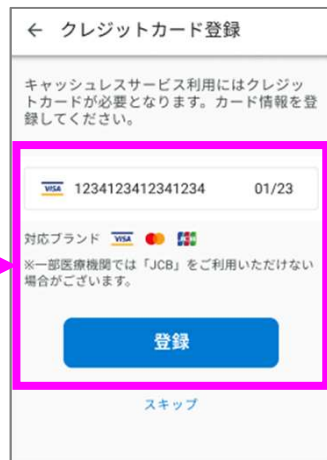 ← クレジットカード登録
キャッシュレスサービス利用にはクレジッ
トカードが必要となります。カード情報を登
録してください。
VISA 1234123412341234 01/23
対応ブランド VISA JCB
※一部医療機関では「JCB」をご利用いただけない
場合がございます。
登録
スキップ